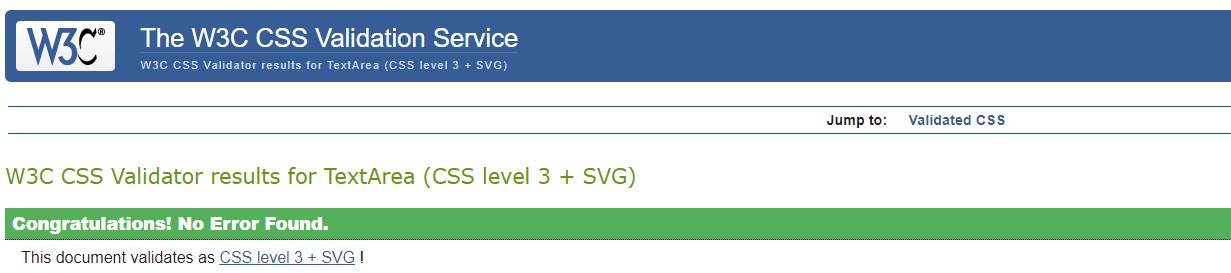 W3C® The W3C CSS Validation Service
W3C CSS Validator results for TextArea (CSS level 3 + SVG)
Jump to: Validated CSS
W3C CSS Validator results for TextArea (CSS level 3 + SVG)
Congratulations! No Error Found.
This document validates as CSS level 3 + SVG !